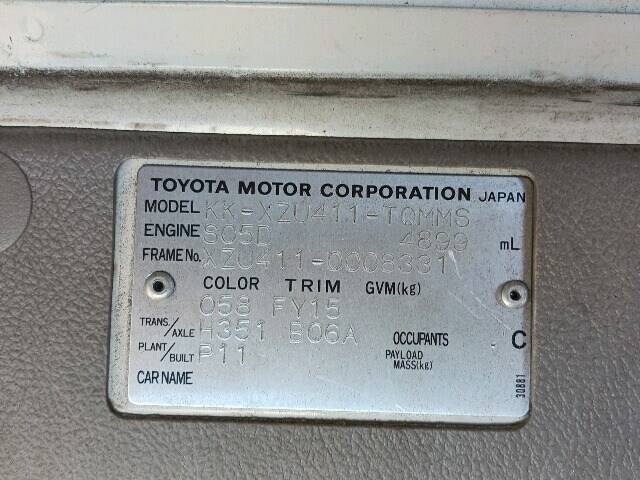 TOYOTA MOTOR CORPORATION JAPAN
MODEL KK-XZU411-TQMMS
ENGINE S05D 4899 mL
FRAME No. XZU411-0008331
COLOR TRIM GVM(kg)
058 FY15
TRANS./AXLE H351 B06A OCCUPANTS
PLANT/BUILT P11 PAYLOAD MASS(kg) C
CAR NAME
30881